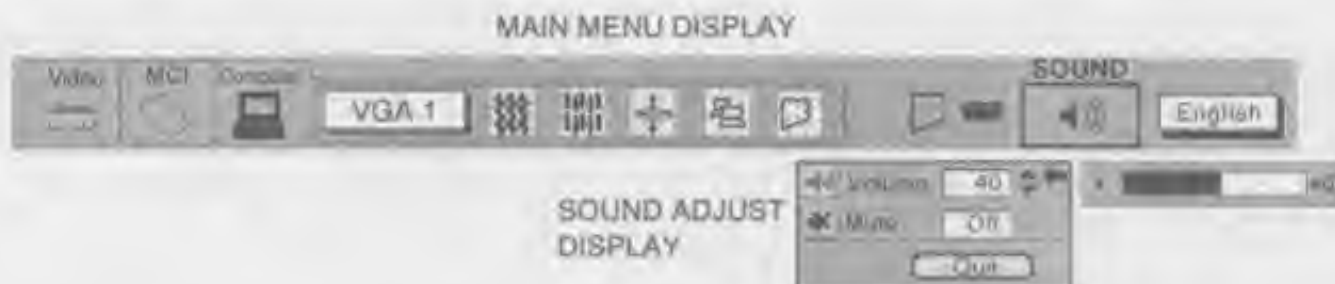 MAIN MENU DISPLAY
SOUND
Video MCI Computer
VGA 1 English
Volume 40
SOUND ADJUST
Mute Off
DISPLAY
Quit